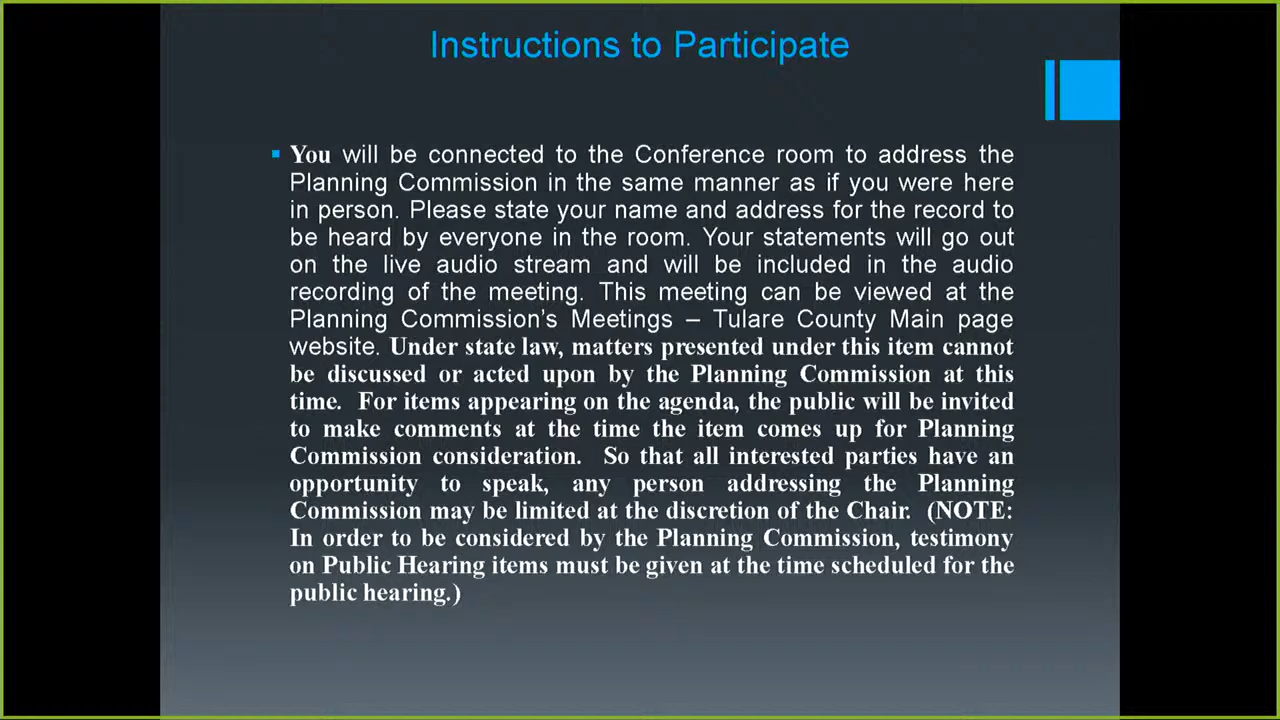 Instructions to Participate
You will be connected to the Conference room to address the
Planning Commission in the same manner as if you were here
in person. Please state your name and address for the record to
be heard by everyone in the room. Your statements will go out
on the live audio stream and will be included in the audio
recording of the meeting. This meeting can be viewed at the
Planning Commission's Meetings – Tulare County Main page
website. Under state law, matters presented under this item cannot
be discussed or acted upon by the Planning Commission at this
time. For items appearing on the agenda, the public will be invited
to make comments at the time the item comes up for Planning
Commission consideration. So that all interested parties have an
opportunity to speak, any person addressing the Planning
Commission may be limited at the discretion of the Chair. (NOTE:
In order to be considered by the Planning Commission, testimony
on Public Hearing items must be given at the time scheduled for the
public hearing.)